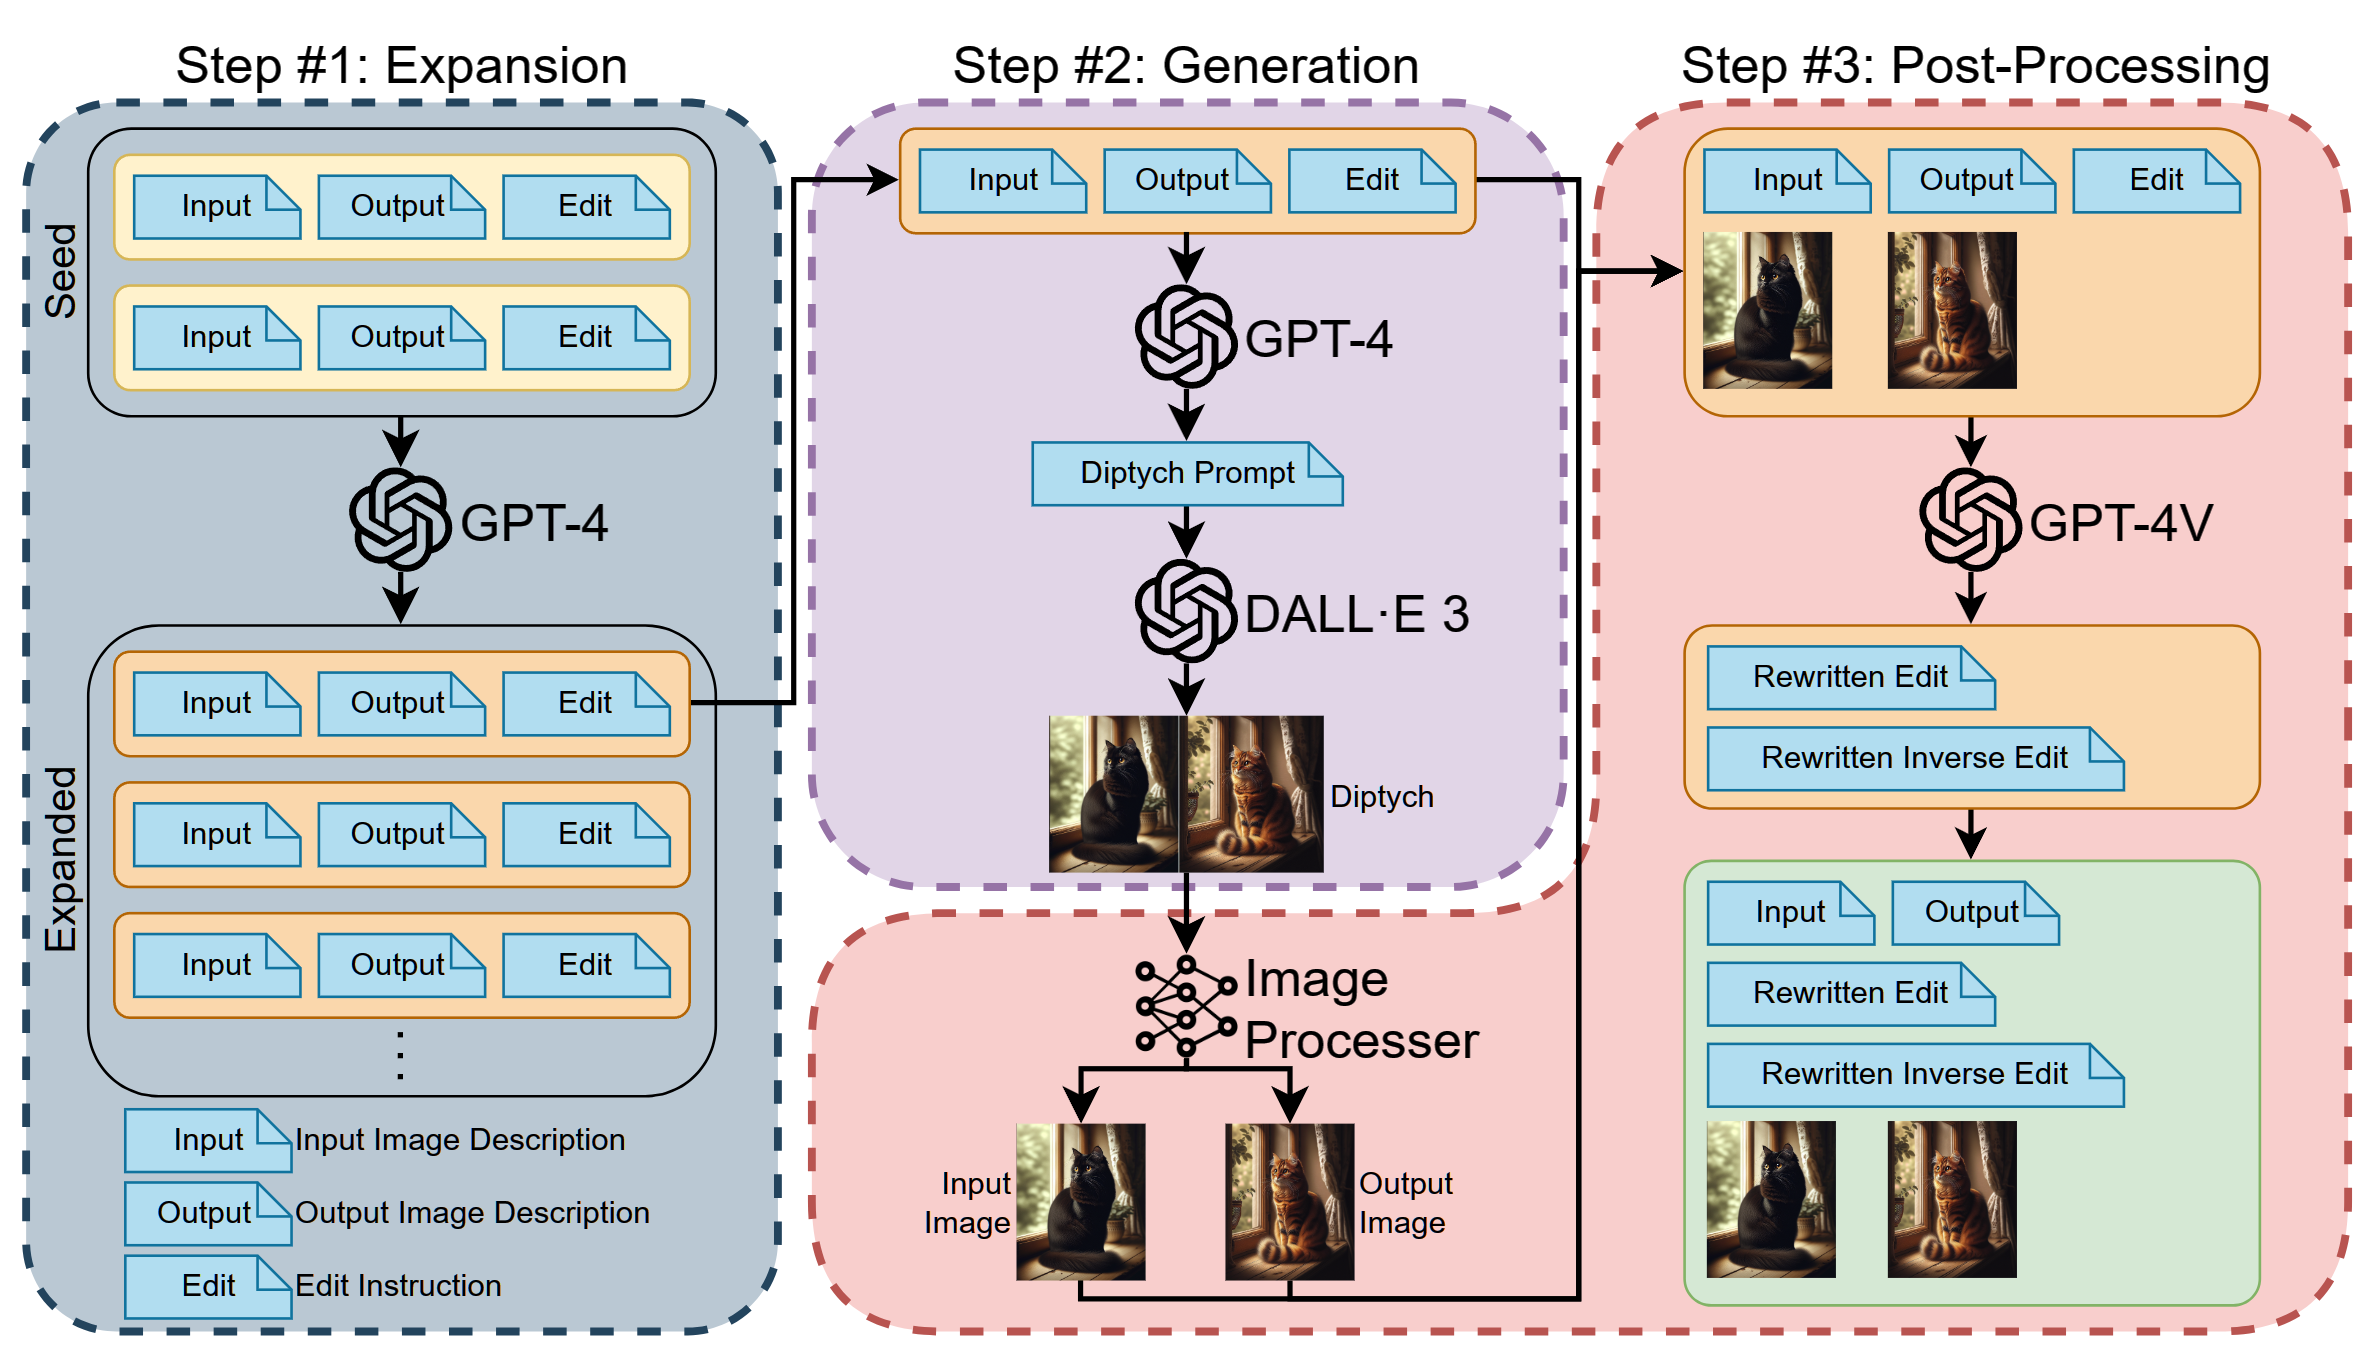 Step #1: Expansion
Seed
Input Output Edit
Input Output Edit
GPT-4
Expanded
Input Output Edit
Input Output Edit
Input Output Edit
Input Input Image Description
Output Output Image Description
Edit Edit Instruction
Step #2: Generation
Input Output Edit
GPT-4
Diptych Prompt
DALL·E 3
Diptych
Step #3: Post-Processing
Image
Processer
Input
Image
Output
Image
Input Output Edit
GPT-4V
Rewritten Edit
Rewritten Inverse Edit
Input Output
Rewritten Edit
Rewritten Inverse Edit